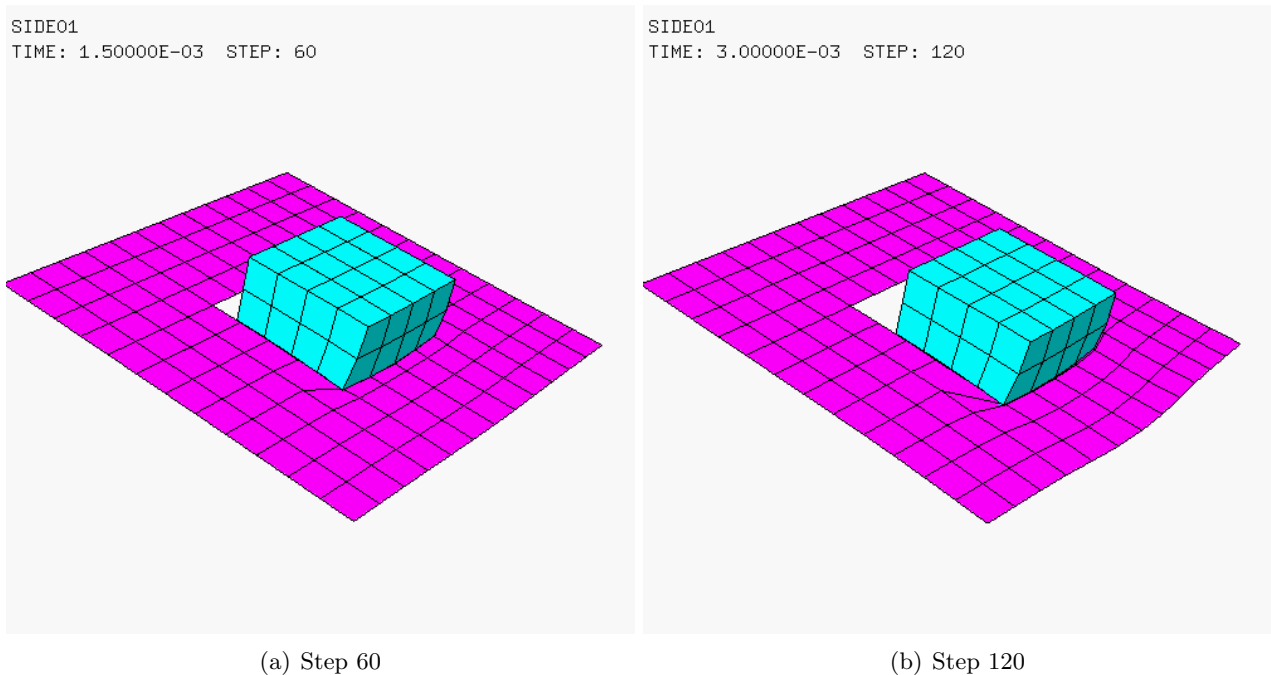 SIDE01
TIME: 1.50000E-03  STEP: 60
SIDE01
TIME: 3.00000E-03  STEP: 120
(a) Step 60
(b) Step 120